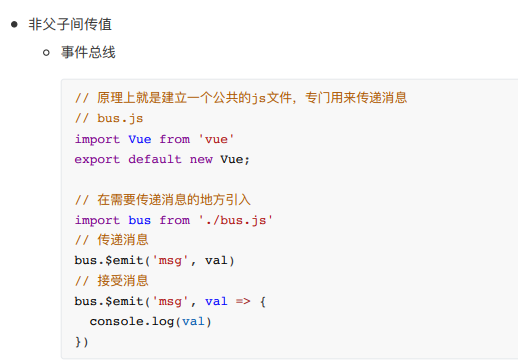 非父子间传值
事件总线
// 原理上就是建立一个公共的js文件，专门用来传递消息
// bus.js
import Vue from 'vue'
export default new Vue;
// 在需要传递消息的地方引入
import bus from './bus.js'
// 传递消息
bus.$emit('msg', val)
// 接受消息
bus.$emit('msg', val => {
  console.log(val)
})